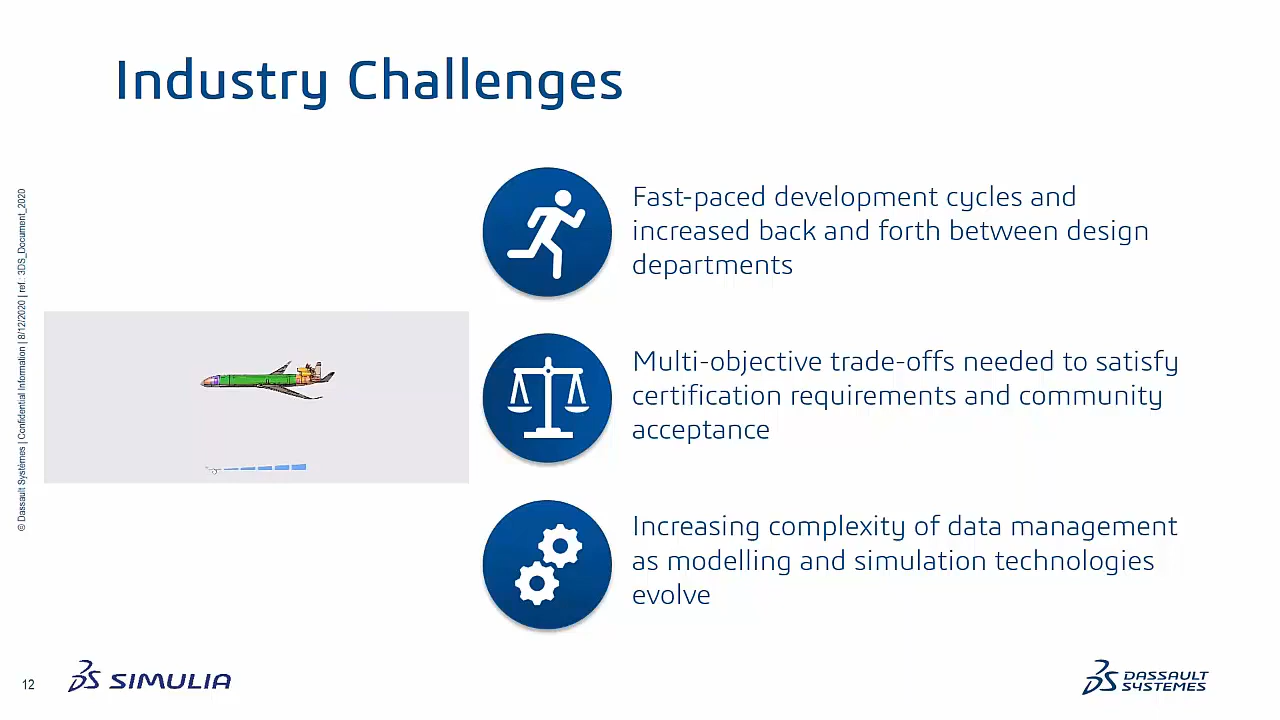 Industry Challenges
© Dassault Systèmes | Confidential Information | 8/12/2020 | ref.: 3DS_Document_2020
Fast-paced development cycles and
increased back and forth between design
departments
Multi-objective trade-offs needed to satisfy
certification requirements and community
acceptance
Increasing complexity of data management
as modelling and simulation technologies
evolve
12
SIMULIA
DASSAULT
SYSTEMES